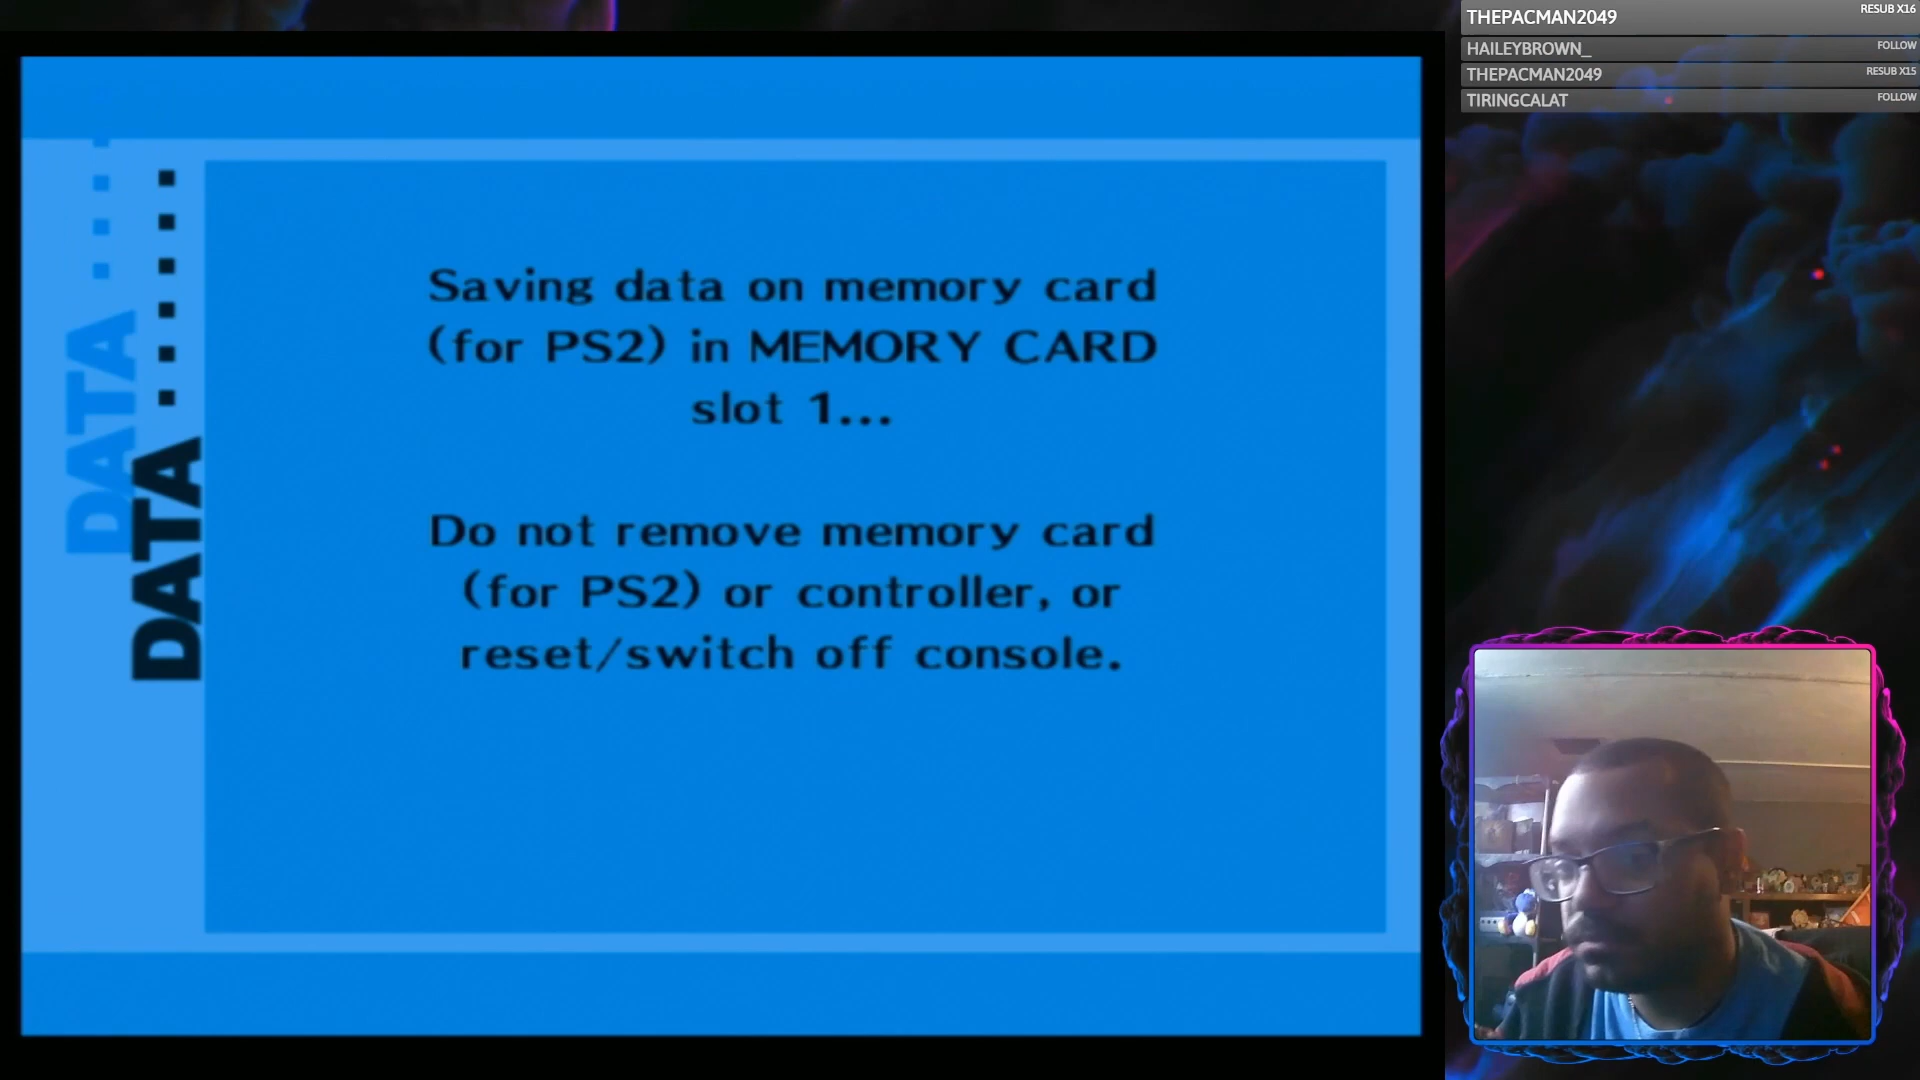 THEPACMAN2049 RESUB X16
HAILEYBROWN_ FOLLOW
THEPACMAN2049 RESUB X15
TIRINGCALAT FOLLOW
DATA
DATA
Saving data on memory card
(for PS2) in MEMORY CARD
slot 1...
Do not remove memory card
(for PS2) or controller, or
reset/switch off console.